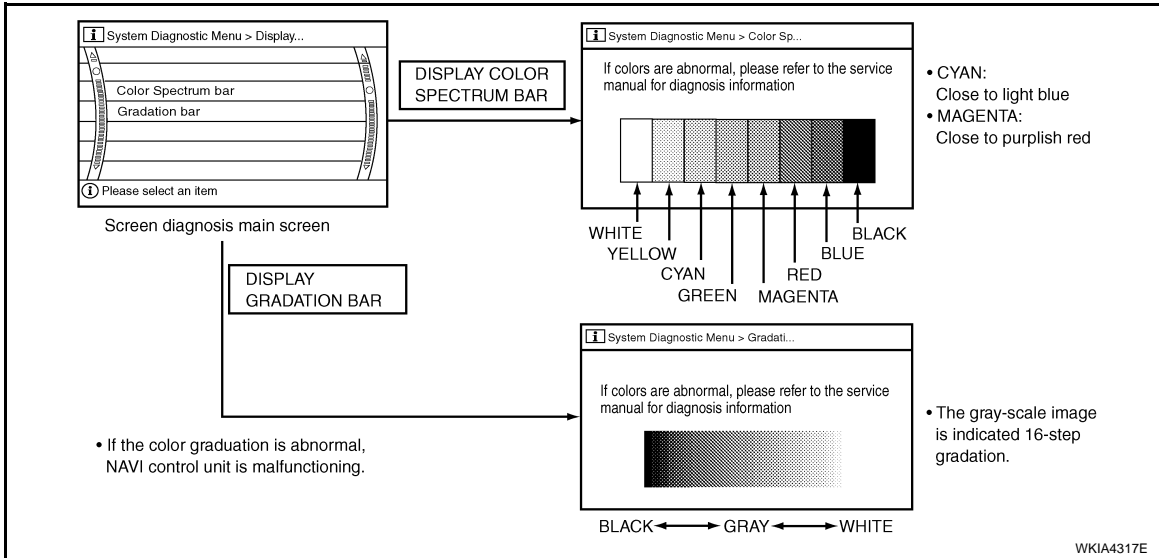 i System Diagnostic Menu > Display...
Color Spectrum bar
Gradation bar
i Please select an item
Screen diagnosis main screen
DISPLAY COLOR
SPECTRUM BAR
i System Diagnostic Menu > Color Sp...
If colors are abnormal, please refer to the service
manual for diagnosis information
WHITE
YELLOW
CYAN
GREEN
MAGENTA
RED
BLUE
BLACK
• CYAN:
Close to light blue
• MAGENTA:
Close to purplish red
DISPLAY
GRADATION BAR
• If the color graduation is abnormal,
NAVI control unit is malfunctioning.
i System Diagnostic Menu > Gradati...
If colors are abnormal, please refer to the service
manual for diagnosis information
BLACK GRAY WHITE
• The gray-scale image
is indicated 16-step
gradation.
WKIA4317E